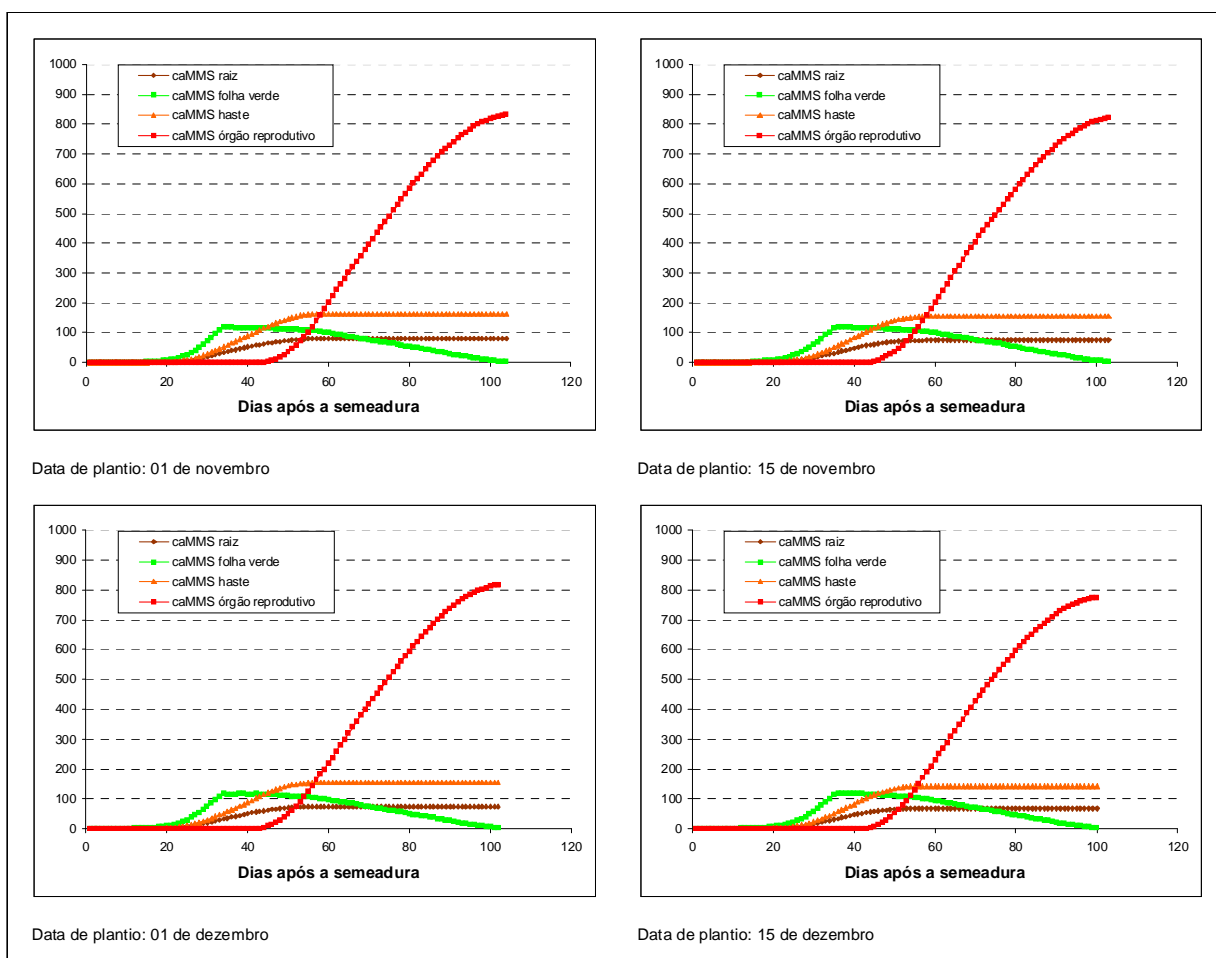 1000
900
800
700
600
500
400
300
200
100
0
0 20 40 60 80 100 120
caMMS raiz
caMMS folha verde
caMMS haste
caMMS órgão reprodutivo
Dias após a semeadura
Data de plantio: 01 de novembro
1000
900
800
700
600
500
400
300
200
100
0
0 20 40 60 80 100 120
caMMS raiz
caMMS folha verde
caMMS haste
caMMS órgão reprodutivo
Dias após a semeadura
Data de plantio: 15 de novembro
1000
900
800
700
600
500
400
300
200
100
0
0 20 40 60 80 100 120
caMMS raiz
caMMS folha verde
caMMS haste
caMMS órgão reprodutivo
Dias após a semeadura
Data de plantio: 01 de dezembro
1000
900
800
700
600
500
400
300
200
100
0
0 20 40 60 80 100 120
caMMS raiz
caMMS folha verde
caMMS haste
caMMS órgão reprodutivo
Dias após a semeadura
Data de plantio: 15 de dezembro